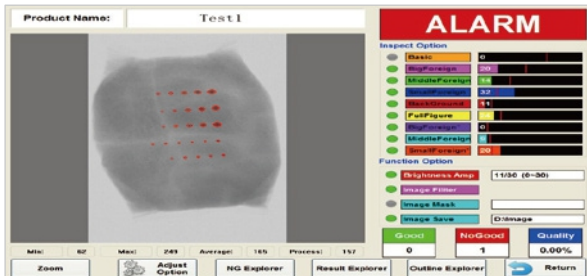 Product Name: Test1
ALARM
Inspect Option
Basic 0
BigForeign 20
MiddleForeign 14
SmallForeign 32
BackGround 11
FullFigure
BigForeign' 0
MiddleForeign'
SmallForeign' 20
Function Option
Brightness Amp 11/30 (0~30)
Image Filter
Image Mask
Image Save D:\Image
Good NoGood Quality
0 1 0.00%
Min: 62 Max: 249 Average: 165 Process: 157
Zoom Adjust Option NG Explorer Result Explorer Outline Explorer Return